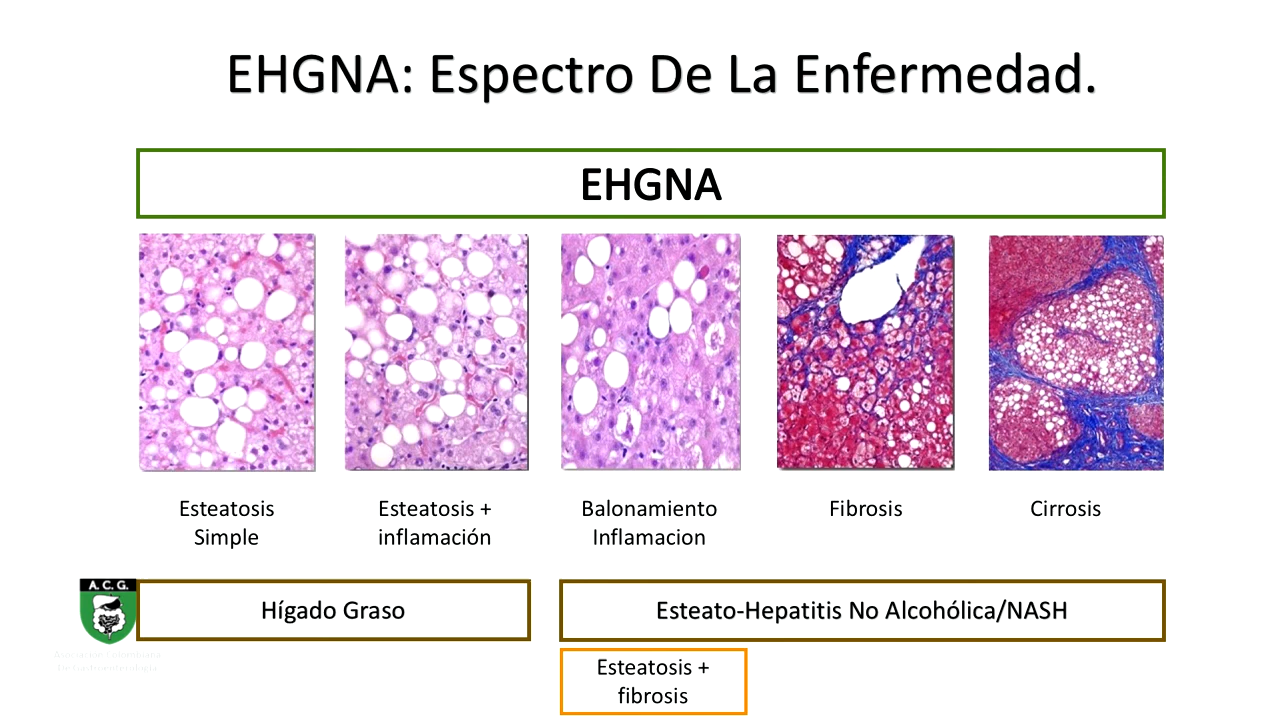 EHGNA: Espectro De La Enfermedad.
EHGNA
Esteatosis
Simple
Esteatosis +
inflamación
Balonamiento
Inflamacion
Fibrosis
Cirrosis
A. C. G.
Hígado Graso
Esteato-Hepatitis No Alcohólica/NASH
Esteatosis +
fibrosis